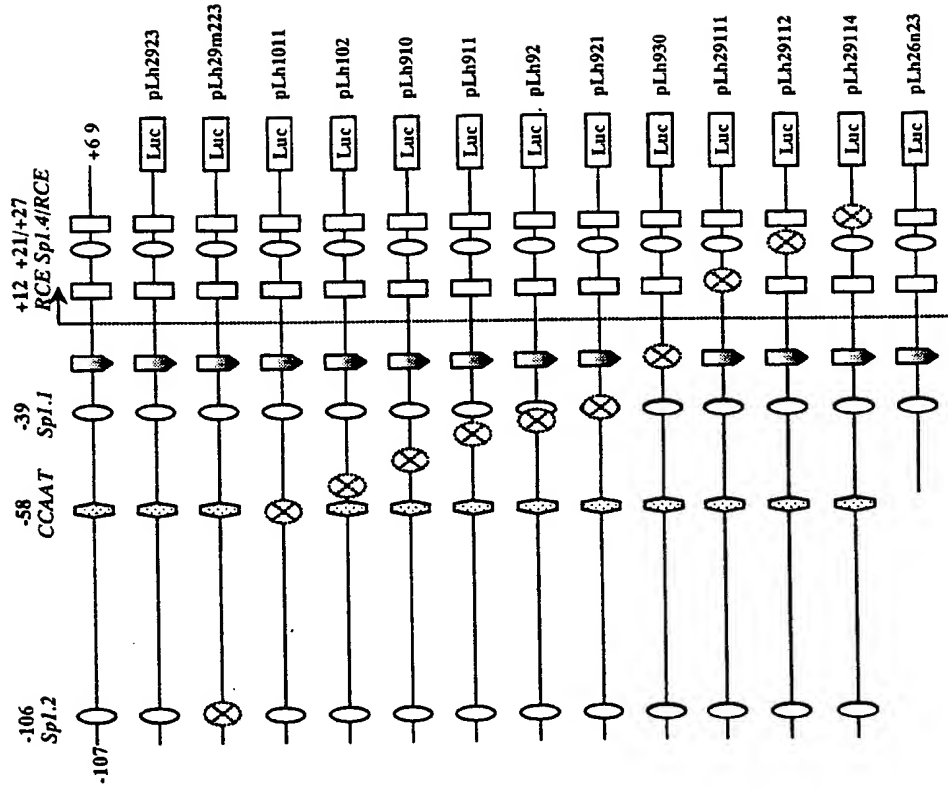 -106 -58 -39 +12 +21/+27
Sp1.2 CCAAT Sp1.1 RCE Sp1.4/RCE
-107 +6 9
Luc pLh2923
Luc pLh29m223
Luc pLh1011
Luc pLh102
Luc pLh910
Luc pLh911
Luc pLh92
Luc pLh921
Luc pLh930
Luc pLh29111
Luc pLh29112
Luc pLh29114
Luc pLh26n23